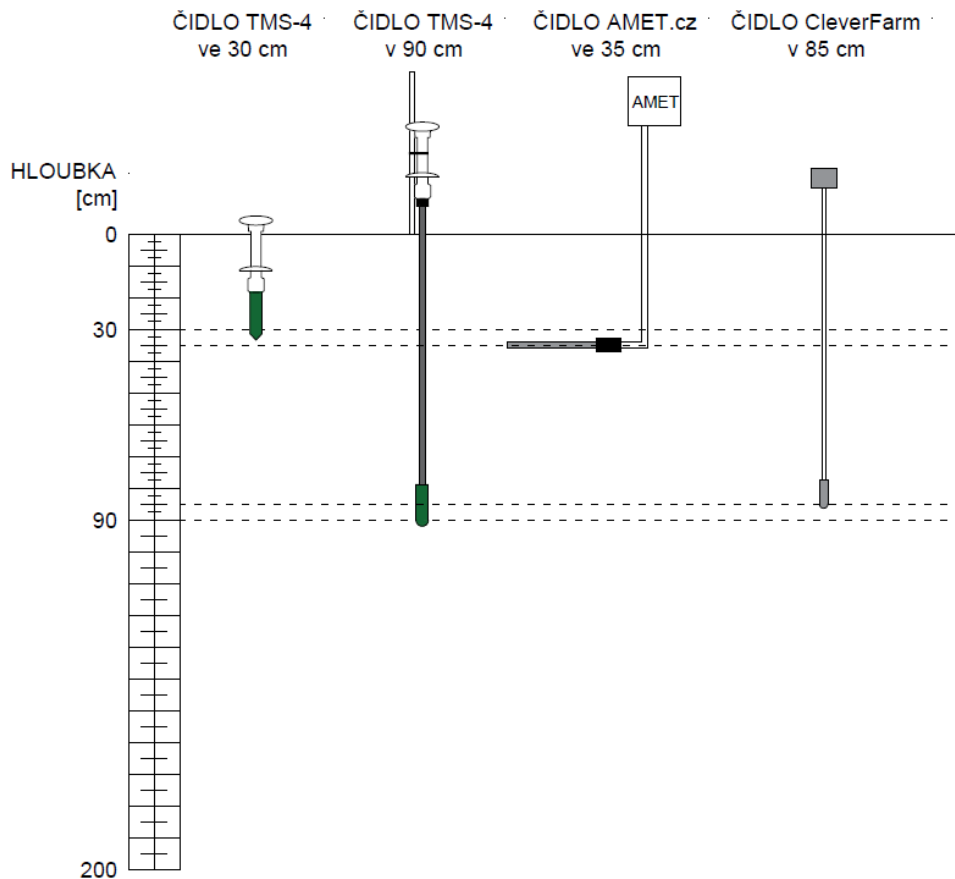 ČIDLO TMS-4
ve 30 cm
ČIDLO TMS-4
v 90 cm
ČIDLO AMET.cz
ve 35 cm
ČIDLO CleverFarm
v 85 cm
AMET
HLOUBKA
[cm]
0
30
90
200